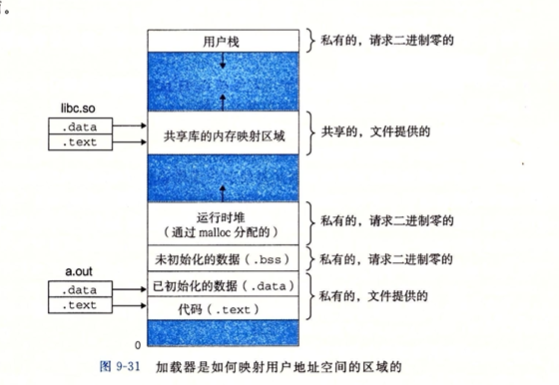 。
用户栈
私有的，请求二进制零的
libc.so
.data
.text
共享库的内存映射区域
共享的，文件提供的
运行时堆
（通过 malloc 分配的）
私有的，请求二进制零的
未初始化的数据（.bss）
私有的，请求二进制零的
a.out
.data
.text
已初始化的数据（.data）
代码（.text）
私有的，文件提供的
0
图 9-31 加载器是如何映射用户地址空间的区域的